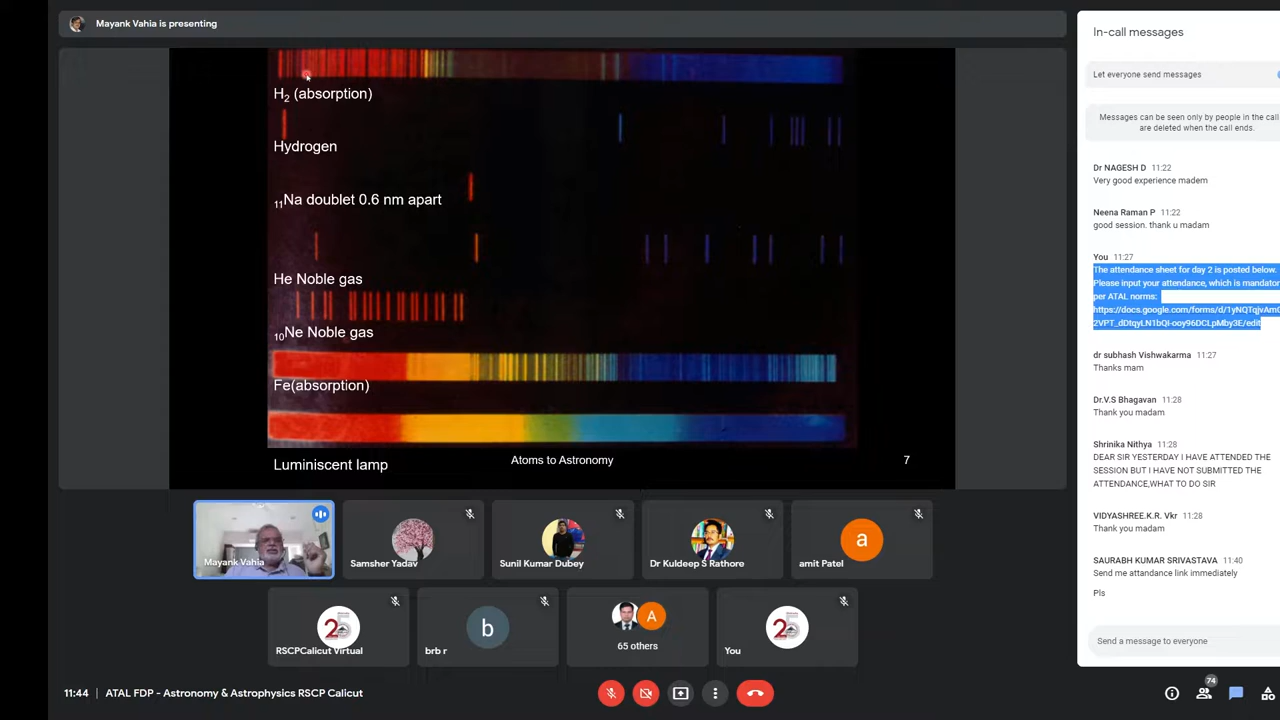 Mayank Vahia is presenting
H2 (absorption)
Hydrogen
11Na doublet 0.6 nm apart
He Noble gas
10Ne Noble gas
Fe(absorption)
Luminiscent lamp
Atoms to Astronomy
7
Mayank Vahia
Samsher Yadav
Sunil Kumar Dubey
Dr Kuldeep S Rathore
a
amit Patel
25
RSCPCalicut Virtual
b
brb r
A
65 others
25
You
11:44 | ATAL FDP - Astronomy & Astrophysics RSCP Calicut
74
In-call messages
Let everyone send messages
Messages can be seen only by people in the call
are deleted when the call ends.
Dr NAGESH D 11:22
Very good experience madem
Neena Raman P 11:22
good session. thank u madam
You 11:27
The attendance sheet for day 2 is posted below.
Please input your attendance, which is mandator
per ATAL norms:
dr subhash Vishwakarma 11:27
Thanks mam
Dr.V.S Bhagavan 11:28
Thank you madam
Shrinika Nithya 11:28
DEAR SIR YESTERDAY I HAVE ATTENDED THE
SESSION BUT I HAVE NOT SUBMITTED THE
ATTENDANCE,WHAT TO DO SIR
VIDYASHREE.K.R. Vkr 11:28
Thank you madam
SAURABH KUMAR SRIVASTAVA 11:40
Send me attandance link immediately
Pls
Send a message to everyone